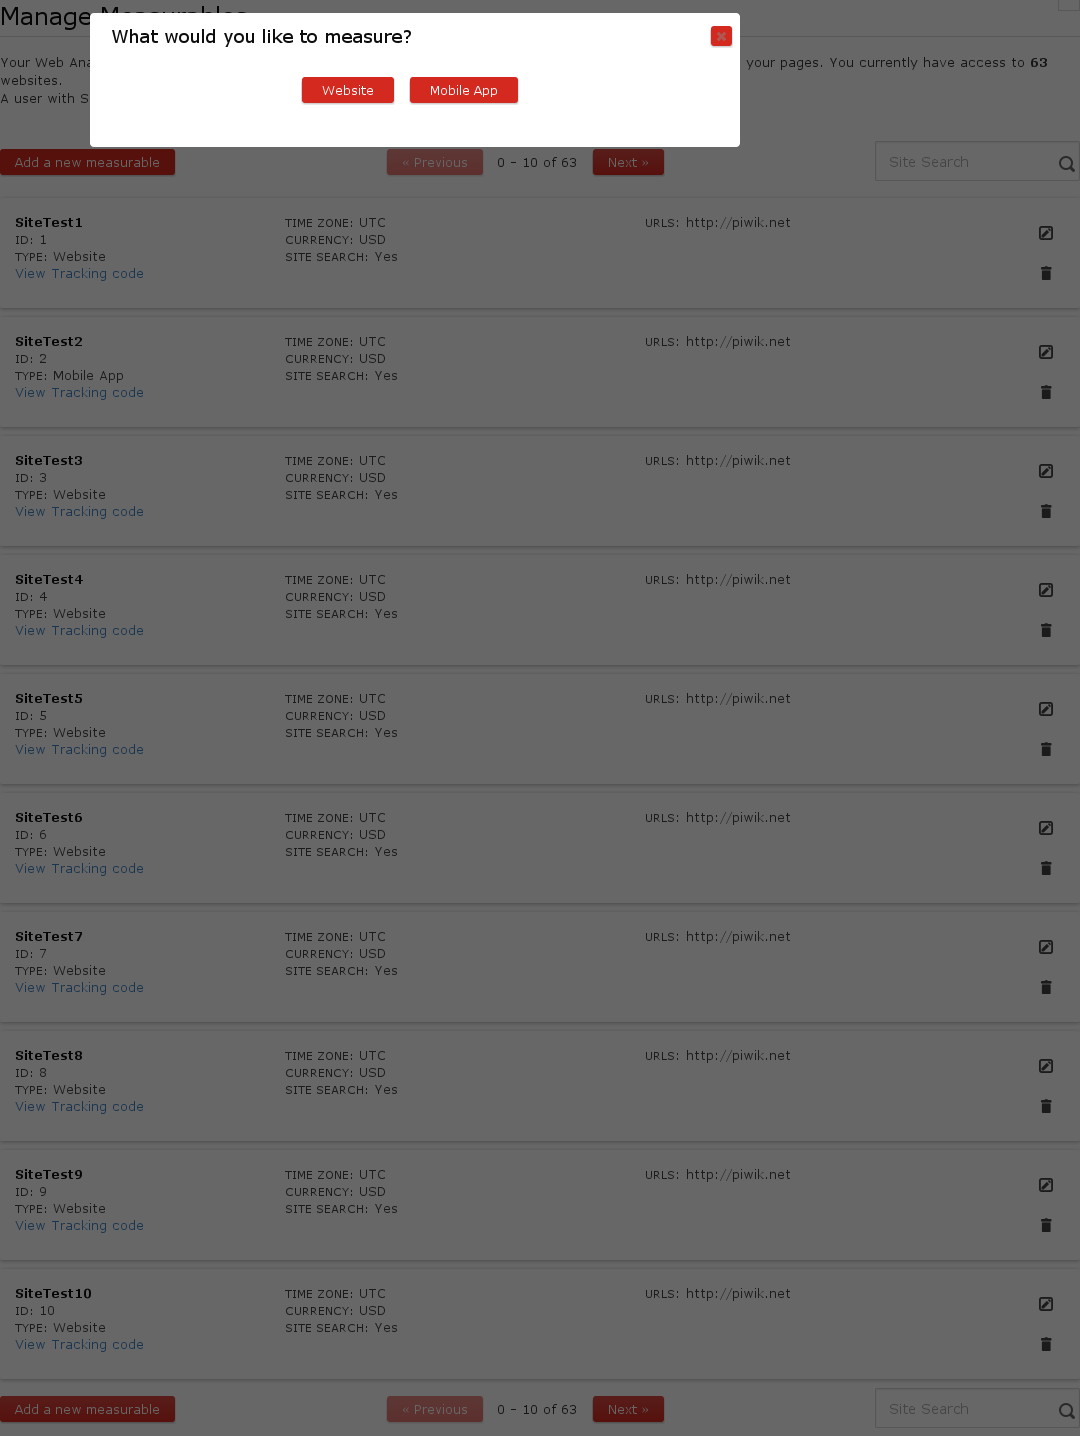 Manage Measurables
What would you like to measure?
Website Mobile App
Your Web Ana your pages. You currently have access to 63
websites.
A user with S
Add a new measurable « Previous 0 – 10 of 63 Next » Site Search
SiteTest1 TIME ZONE: UTC URLS: http://piwik.net
ID: 1 CURRENCY: USD
TYPE: Website SITE SEARCH: Yes
View Tracking code
SiteTest2 TIME ZONE: UTC URLS: http://piwik.net
ID: 2 CURRENCY: USD
TYPE: Mobile App SITE SEARCH: Yes
View Tracking code
SiteTest3 TIME ZONE: UTC URLS: http://piwik.net
ID: 3 CURRENCY: USD
TYPE: Website SITE SEARCH: Yes
View Tracking code
SiteTest4 TIME ZONE: UTC URLS: http://piwik.net
ID: 4 CURRENCY: USD
TYPE: Website SITE SEARCH: Yes
View Tracking code
SiteTest5 TIME ZONE: UTC URLS: http://piwik.net
ID: 5 CURRENCY: USD
TYPE: Website SITE SEARCH: Yes
View Tracking code
SiteTest6 TIME ZONE: UTC URLS: http://piwik.net
ID: 6 CURRENCY: USD
TYPE: Website SITE SEARCH: Yes
View Tracking code
SiteTest7 TIME ZONE: UTC URLS: http://piwik.net
ID: 7 CURRENCY: USD
TYPE: Website SITE SEARCH: Yes
View Tracking code
SiteTest8 TIME ZONE: UTC URLS: http://piwik.net
ID: 8 CURRENCY: USD
TYPE: Website SITE SEARCH: Yes
View Tracking code
SiteTest9 TIME ZONE: UTC URLS: http://piwik.net
ID: 9 CURRENCY: USD
TYPE: Website SITE SEARCH: Yes
View Tracking code
SiteTest10 TIME ZONE: UTC URLS: http://piwik.net
ID: 10 CURRENCY: USD
TYPE: Website SITE SEARCH: Yes
View Tracking code
Add a new measurable « Previous 0 – 10 of 63 Next » Site Search